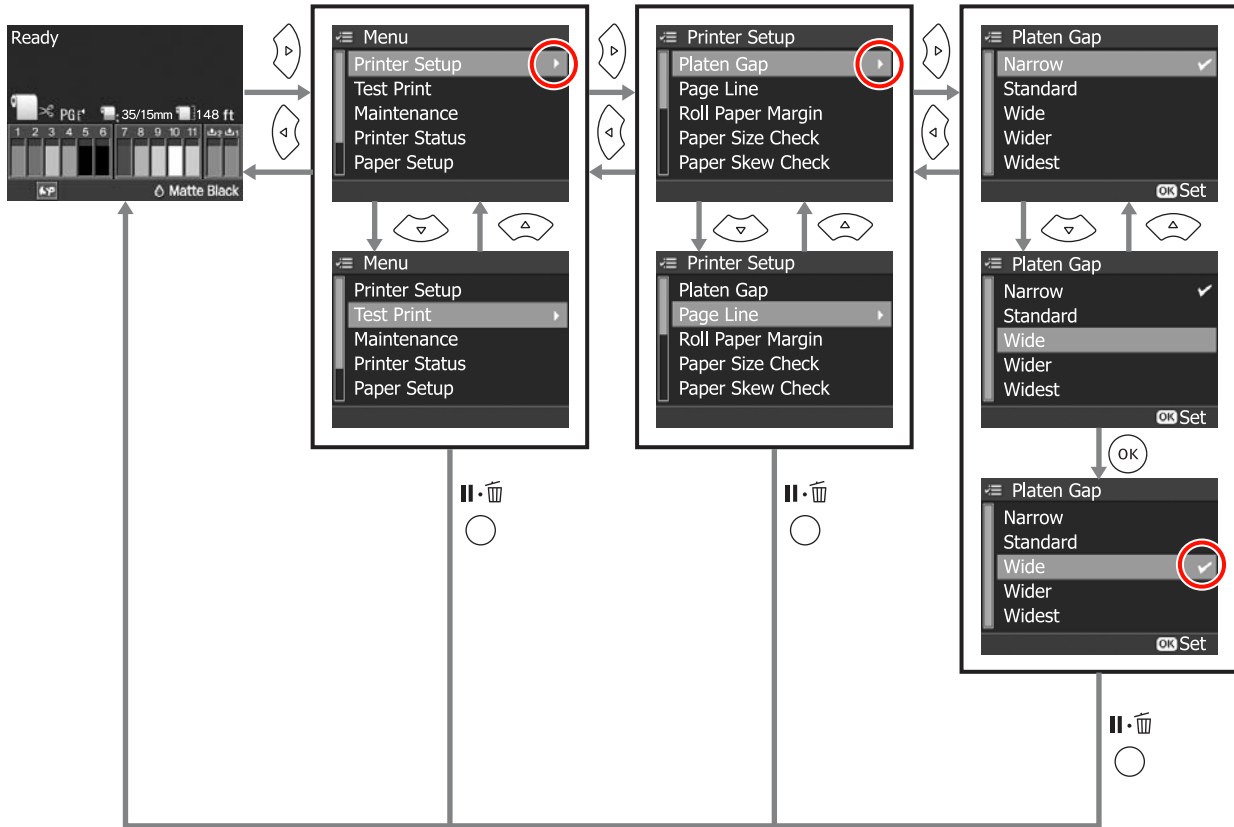 Ready
PG
35/15mm
148 ft
1 2 3 4 5 6 7 8 9 10 11 2 1
Matte Black
Menu
Printer Setup
Test Print
Maintenance
Printer Status
Paper Setup
Menu
Printer Setup
Test Print
Maintenance
Printer Status
Paper Setup
Printer Setup
Platen Gap
Page Line
Roll Paper Margin
Paper Size Check
Paper Skew Check
Printer Setup
Platen Gap
Page Line
Roll Paper Margin
Paper Size Check
Paper Skew Check
Platen Gap
Narrow
Standard
Wide
Wider
Widest
OK Set
Platen Gap
Narrow
Standard
Wide
Wider
Widest
OK Set
OK
Platen Gap
Narrow
Standard
Wide
Wider
Widest
OK Set